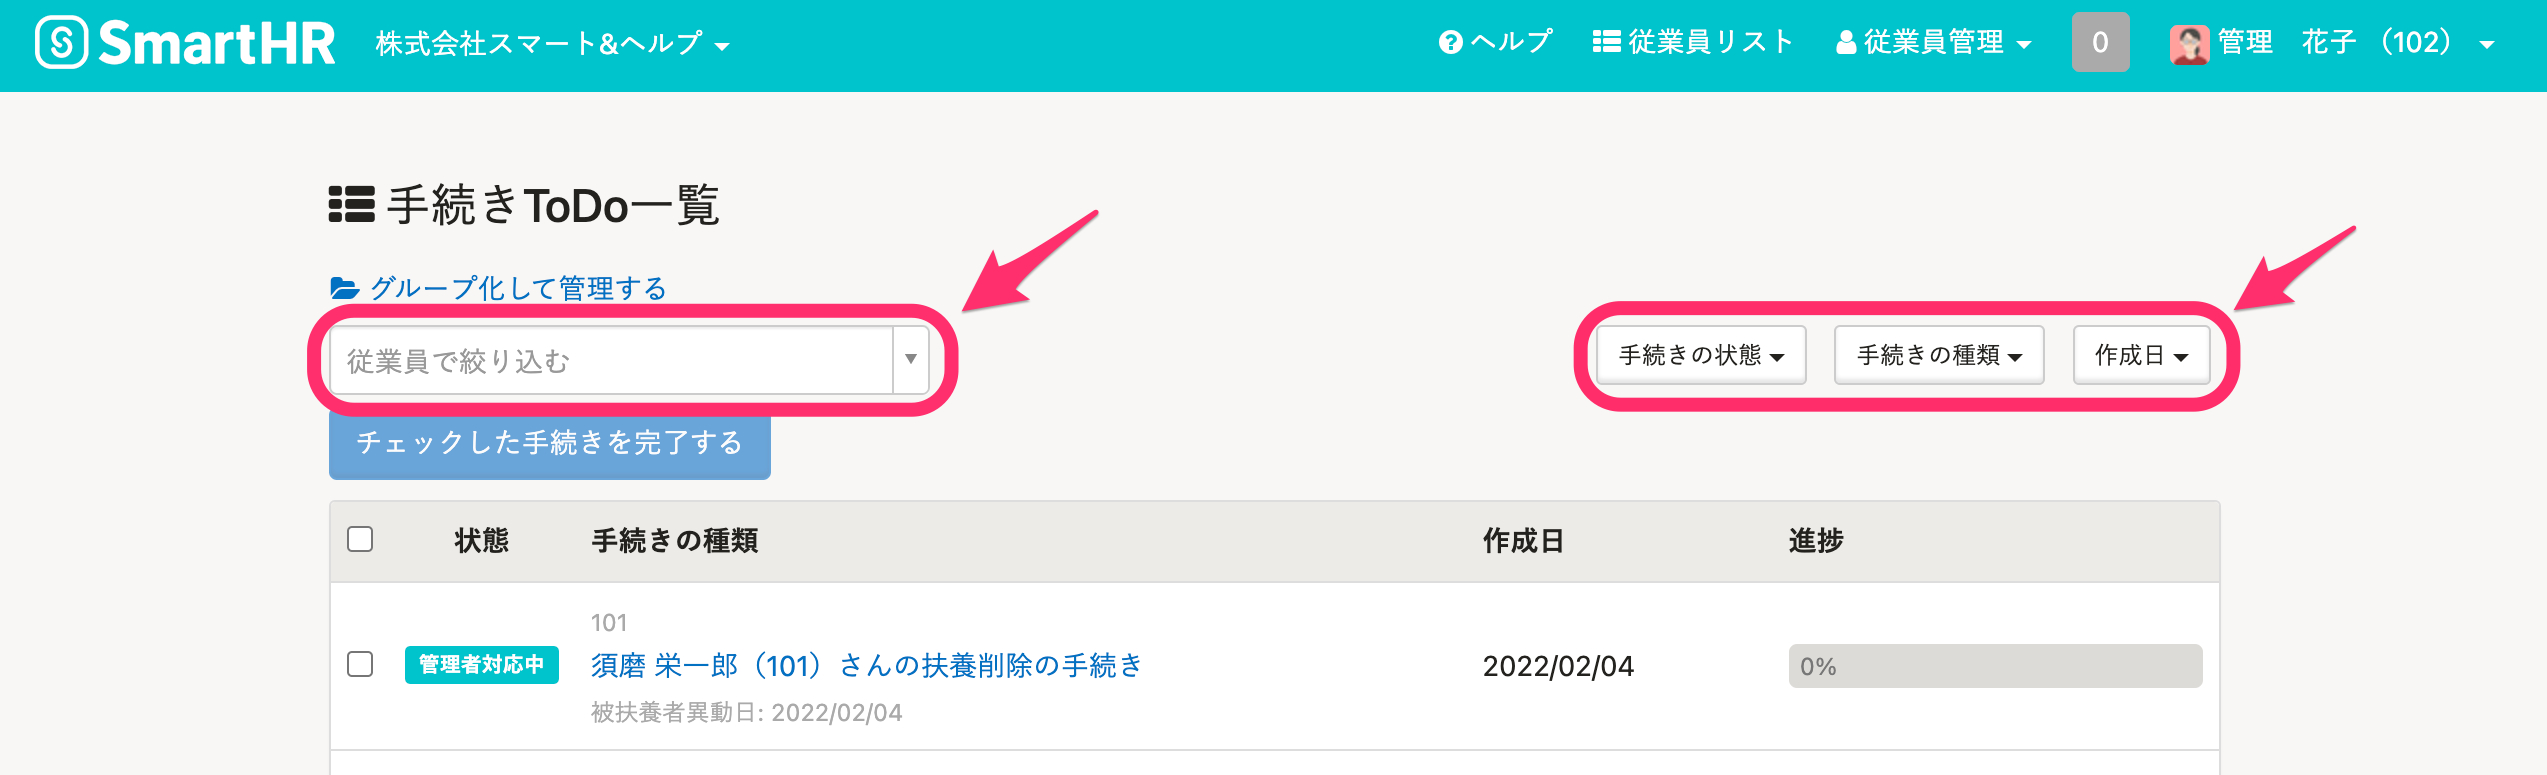 SmartHR 株式会社スマート&ヘルプ ヘルプ 従業員リスト 従業員管理 0 管理 花子 （102）
手続きToDo一覧
グループ化して管理する
従業員で絞り込む 手続きの状態 手続きの種類 作成日
チェックした手続きを完了する
状態 手続きの種類 作成日 進捗
101
管理者対応中 須磨 栄一郎（101）さんの扶養削除の手続き 2022/02/04 0%
被扶養者異動日: 2022/02/04